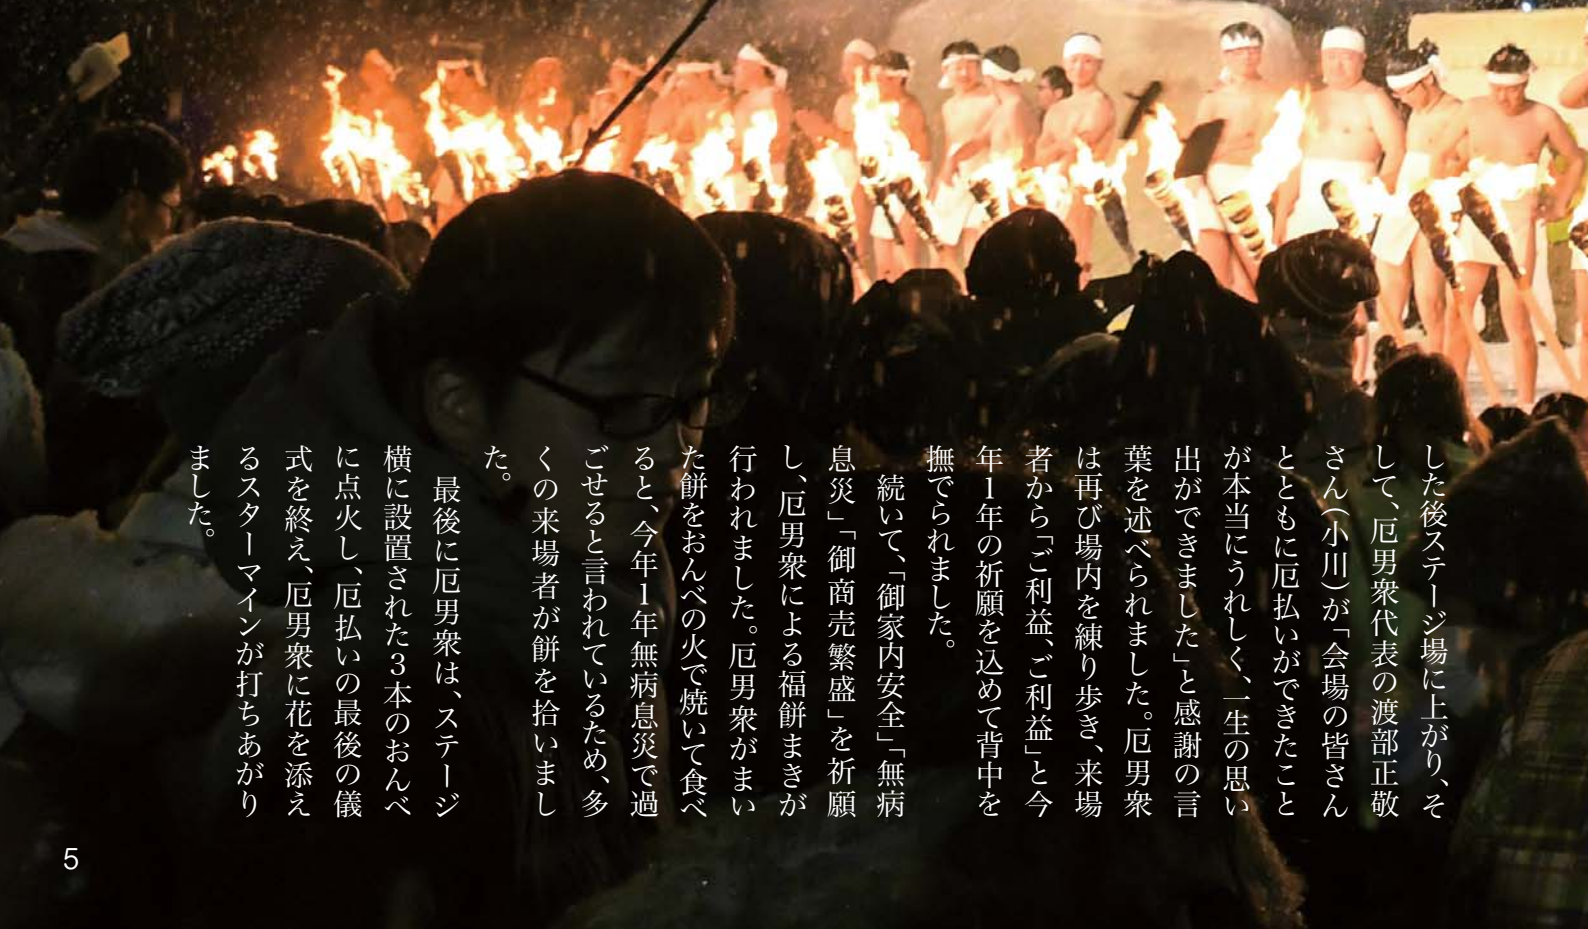 した後ステージ場に上がり、そ
して、厄男衆代表の渡部正敬
さん(小川)が「会場の皆さん
とともに厄払いができたこと
が本当にうれしく、一生の思い
出ができました」と感謝の言
葉を述べられました。厄男衆
は再び場内を練り歩き、来場
者から「ご利益、ご利益」と今
年1年の祈願を込めて背中を
撫でられました。
続いて、「御家内安全」「無病
息災」「御商売繁盛」を祈願
し、厄男衆による福餅まきが
行われました。厄男衆がまい
た餅をおんべの火で焼いて食べ
ると、今年1年無病息災で過
ごせると言われているため、多
くの来場者が餅を拾いまし
た。
最後に厄男衆は、ステージ
横に設置された3本のおんべ
に点火し、厄払いの最後の儀
式を終え、厄男衆に花を添え
るスターマインが打ちあがり
ました。
5